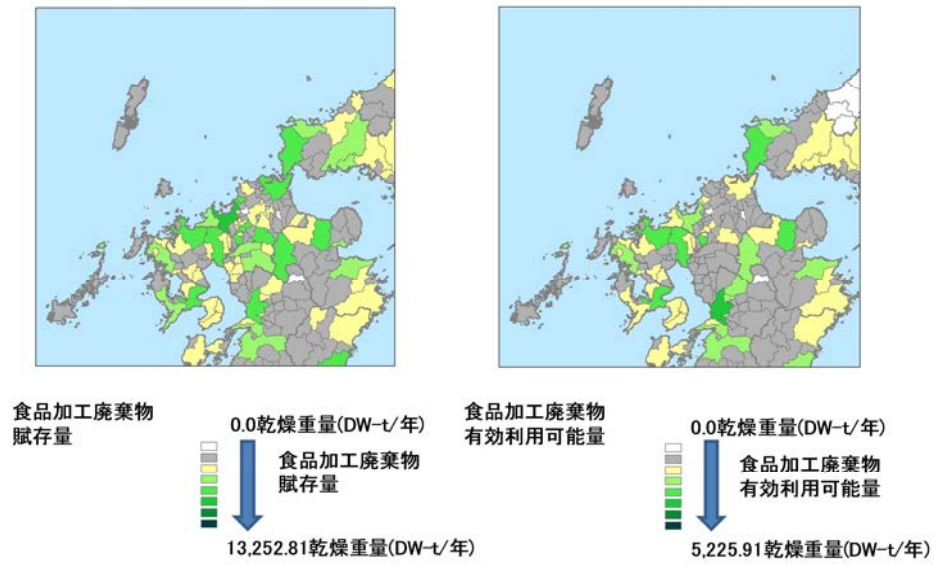 食品加工廃棄物
賦存量
0.0乾燥重量(DW-t/年)
食品加工廃棄物
賦存量
13,252.81乾燥重量(DW-t/年)
食品加工廃棄物
有効利用可能量
0.0乾燥重量(DW-t/年)
食品加工廃棄物
有効利用可能量
5,225.91乾燥重量(DW-t/年)